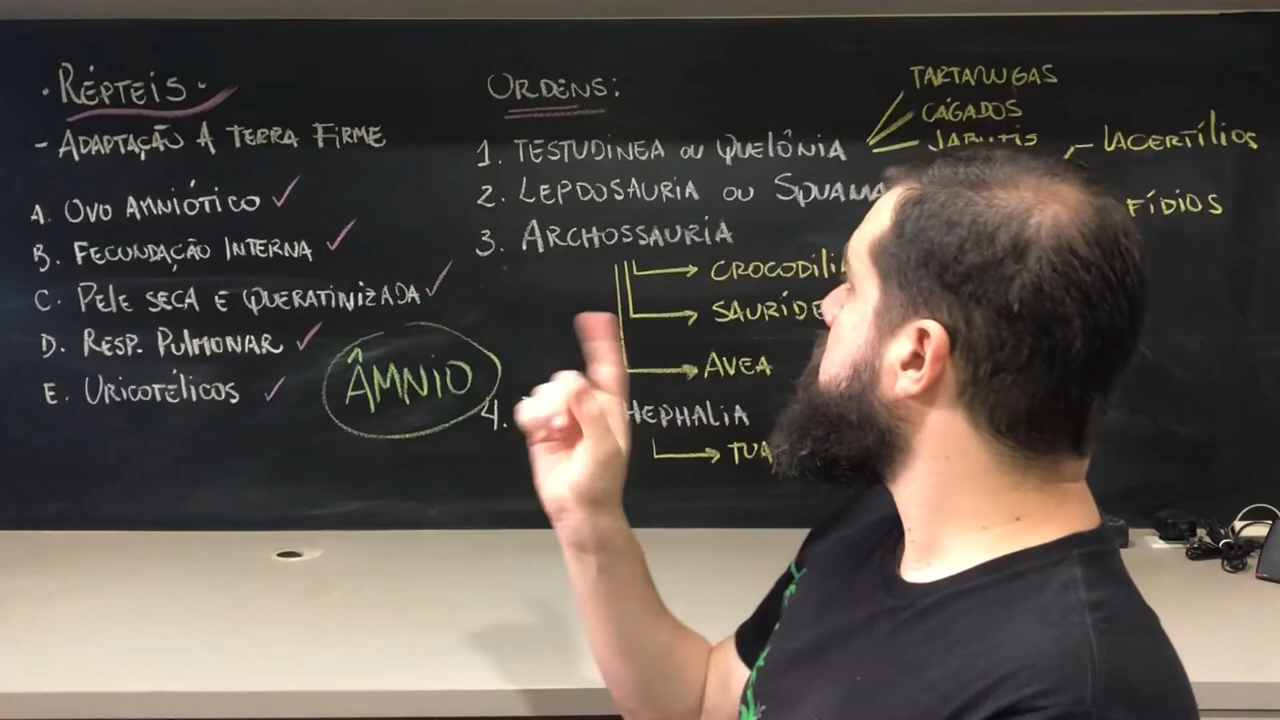 · RÉPTEIS ·
- ADAPTAÇÃO A TERRA FIRME
A. OVO AMNIÓTICO ✓
B. FECUNDAÇÃO INTERNA ✓
C. PELE SECA E QUERATINIZADA ✓
D. RESP. PULMONAR ✓
E. URICOTÉLICOS ✓
ÂMNIO
ORDENS:
1. TESTUDINEA OU QUELÔNIA
TARTARUGAS
CÁGADOS
JABUTIS
2. LEPDOSAURIA OU SQUAMA
LACERTÍLIOS
FÍDIOS
3. ARCHOSSAURIA
CROCODILI
SAURÍDE
AVEA
4. HEPHALIA
TUA